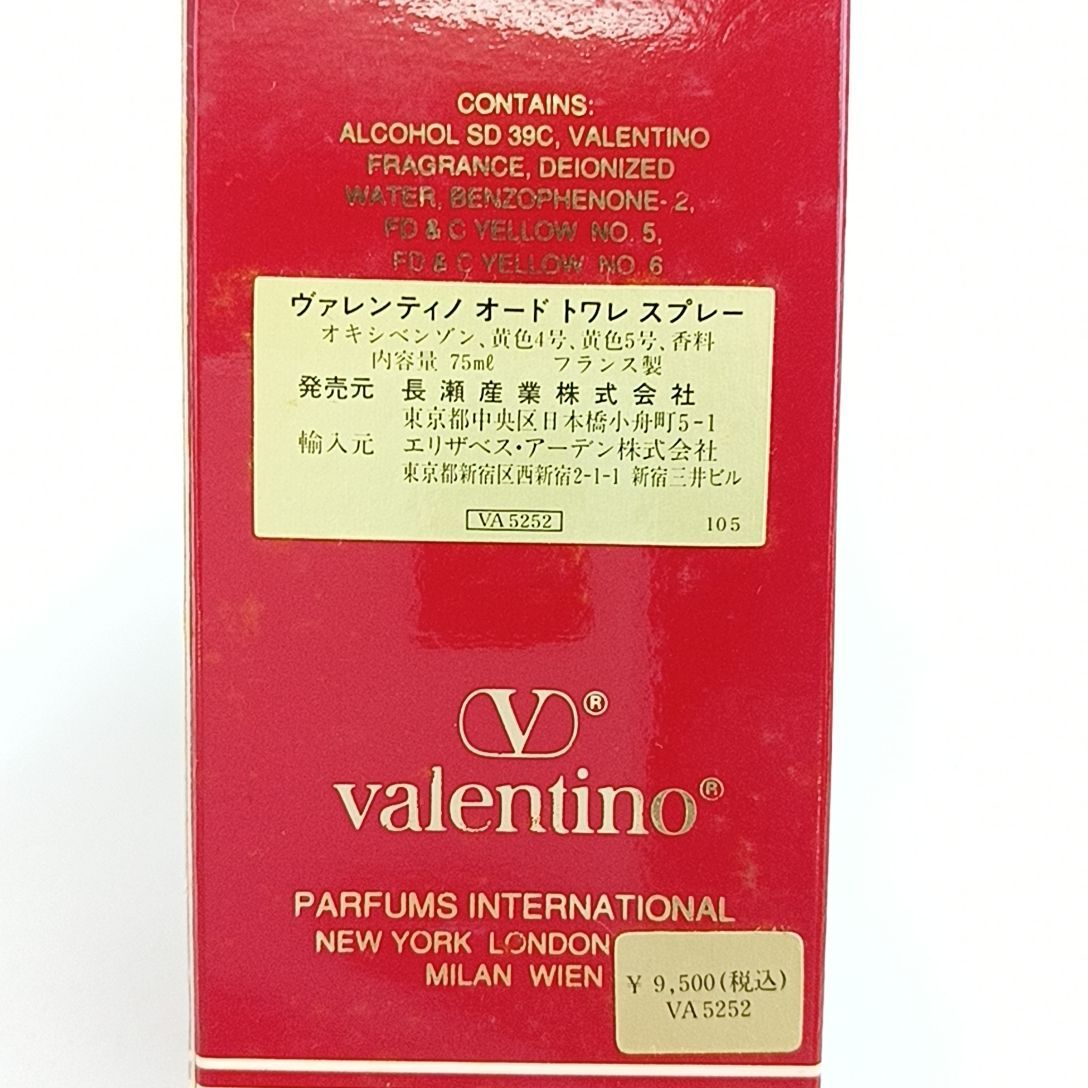 CONTAINS:
ALCOHOL SD 39C, VALENTINO
FRAGRANCE, DEIONIZED
WATER, BENZOPHENONE-2,
FD & C YELLOW NO. 5,
FD & C YELLOW NO. 6
ヴァレンティノ オード トワレ スプレー
オキシベンゾン、黄色4号、黄色5号、香料
内容量 75mℓ フランス製
発売元 長瀬産業株式会社
東京都中央区日本橋小舟町5-1
輸入元 エリザベス・アーデン株式会社
東京都新宿区西新宿2-1-1 新宿三井ビル
VA5252 105
V®
valentino®
PARFUMS INTERNATIONAL
NEW YORK LONDON
MILAN WIEN
¥ 9,500(税込)
VA5252